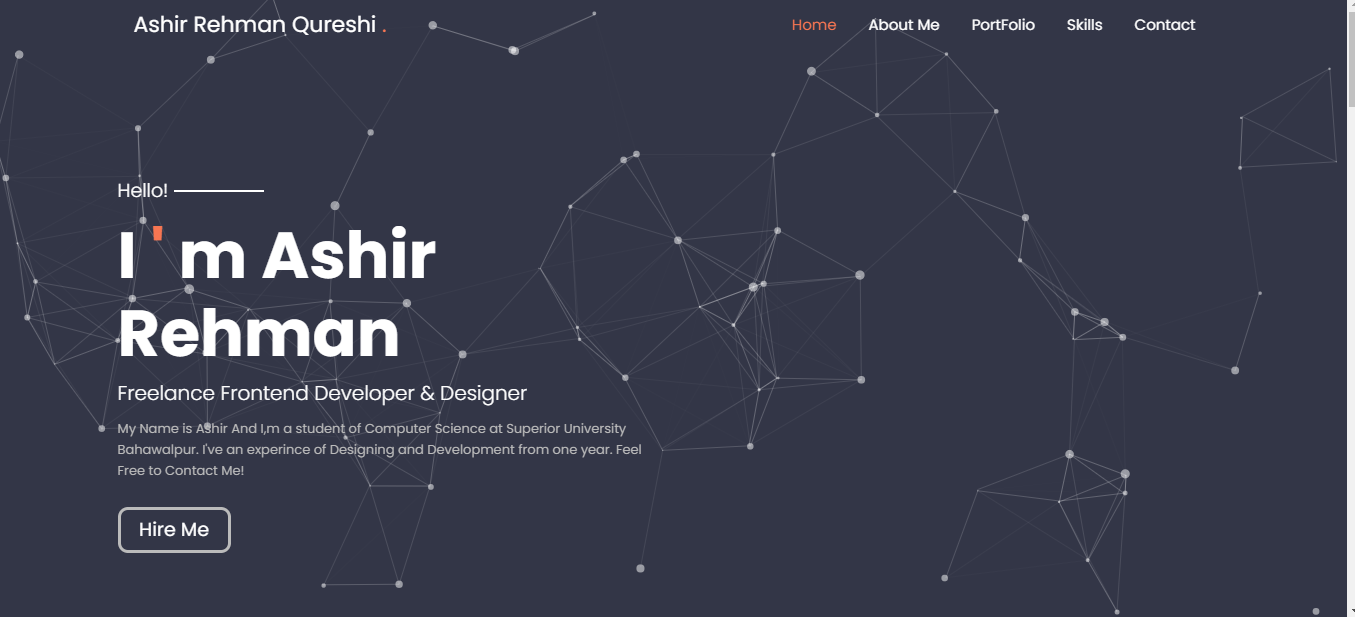 Ashir Rehman Qureshi .
Home About Me PortFolio Skills Contact
Hello!
I ' m Ashir
Rehman
Freelance Frontend Developer & Designer
My Name is Ashir And I,m a student of Computer Science at Superior University
Bahawalpur. I've an experince of Designing and Development from one year. Feel
Free to Contact Me!
Hire Me